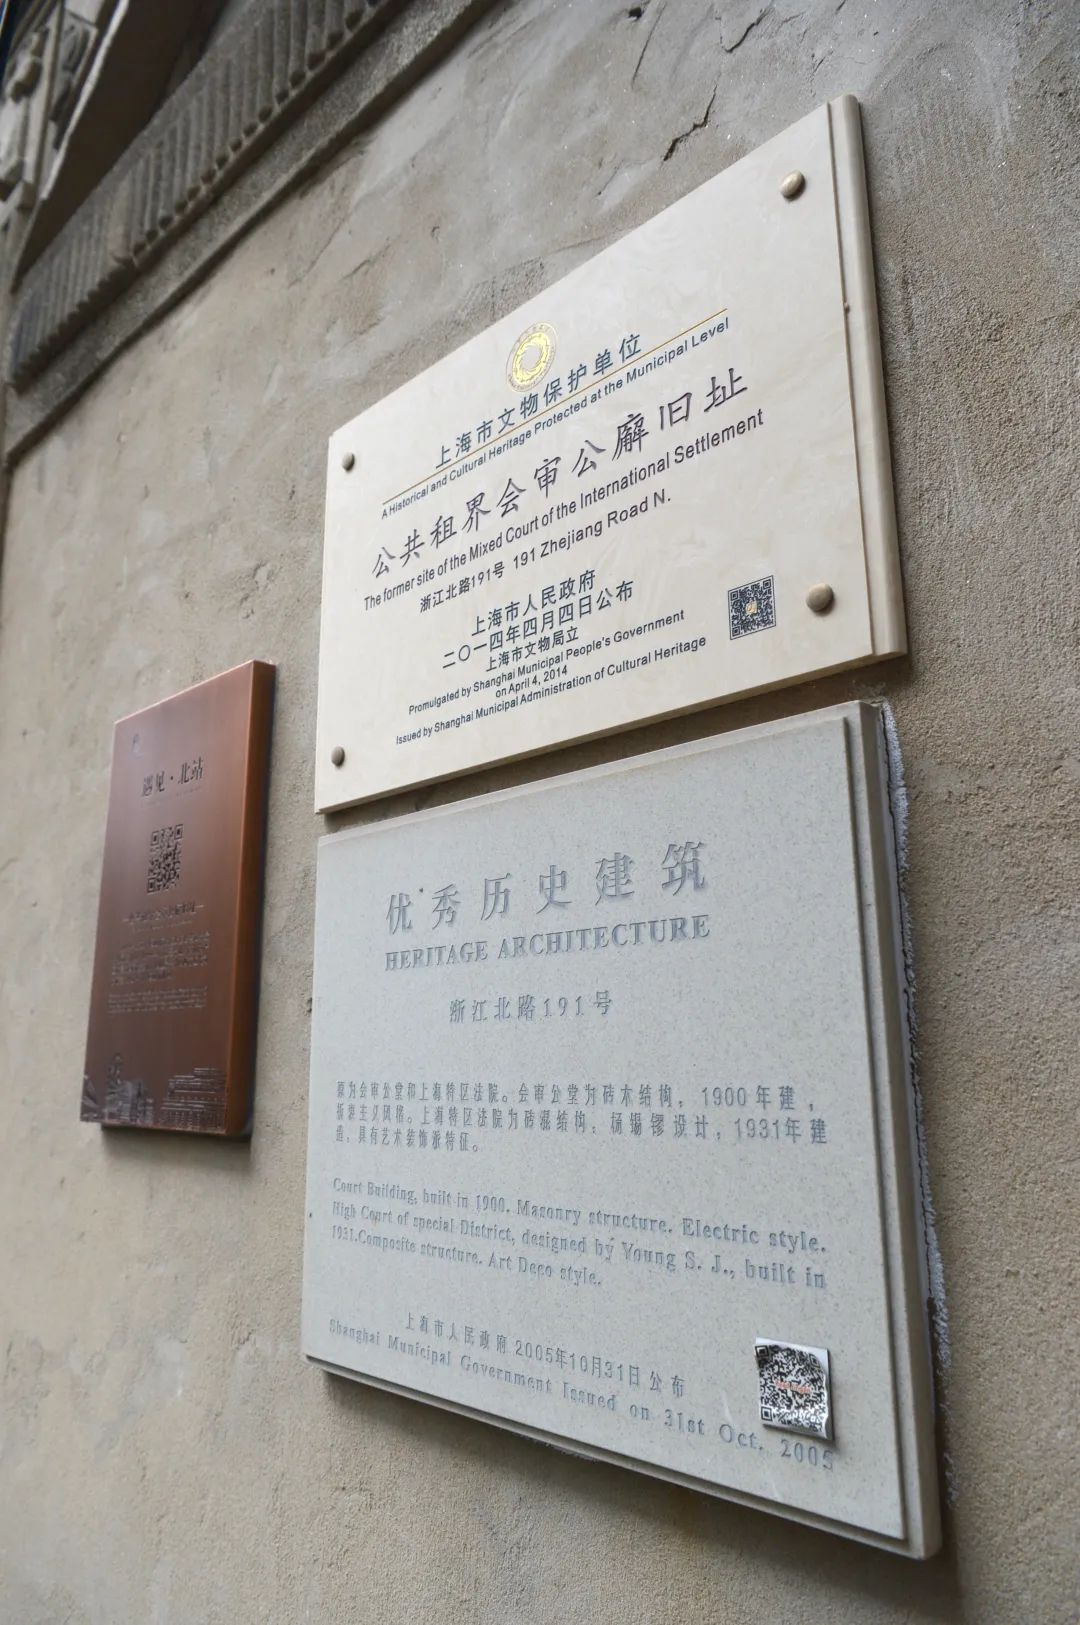 上海市文物保护单位
A Historical and Cultural Heritage Protected at the Municipal Level
公共租界会审公廨旧址
The former site of the Mixed Court of the International Settlement
浙江北路191号 191 Zhejiang Road N.
上海市人民政府
二〇一四年四月四日公布
上海市文物局立
Promulgated by Shanghai Municipal People's Government
on April 4, 2014
Issued by Shanghai Municipal Administration of Cultural Heritage
遇见·北站
优秀历史建筑
HERITAGE ARCHITECTURE
浙江北路191号
原为会审公堂和上海特区法院。会审公堂为砖木结构，1900年建，
折衷主义风格。上海特区法院为砖混结构，杨锡镠设计，1931年建
造，具有艺术装饰派特征。
Court Building, built in 1900. Masonry structure. Electric style.
High Court of special District, designed by Young S. J., built in
1931.Composite structure. Art Deco style.
上海市人民政府 2005年10月31日公布
Shanghai Municipal Government Issued on 31st Oct. 2005